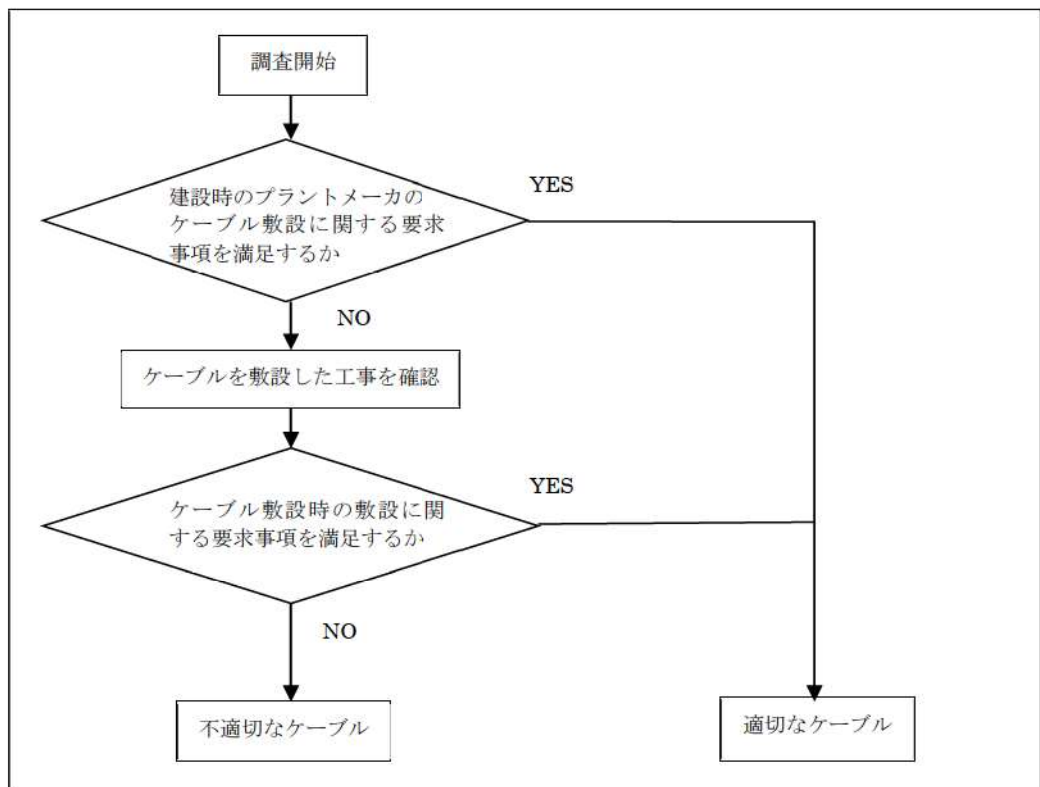 調査開始
建設時のプラントメーカの
ケーブル敷設に関する要求
事項を満足するか
YES
NO
ケーブルを敷設した工事を確認
ケーブル敷設時の敷設に関
する要求事項を満足するか
YES
NO
不適切なケーブル
適切なケーブル